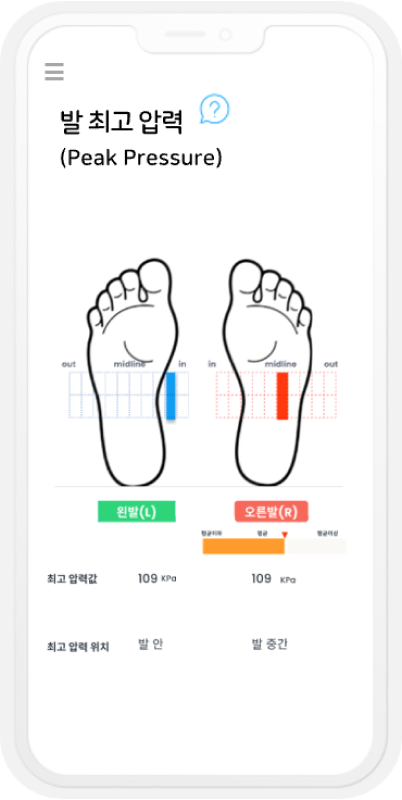 발 최고 압력
(Peak Pressure)
out midline in in midline out
왼발(L) 오른발(R)
평균이하 평균 평균이상
최고 압력값 109 KPa 109 KPa
최고 압력 위치 발 안 발 중간